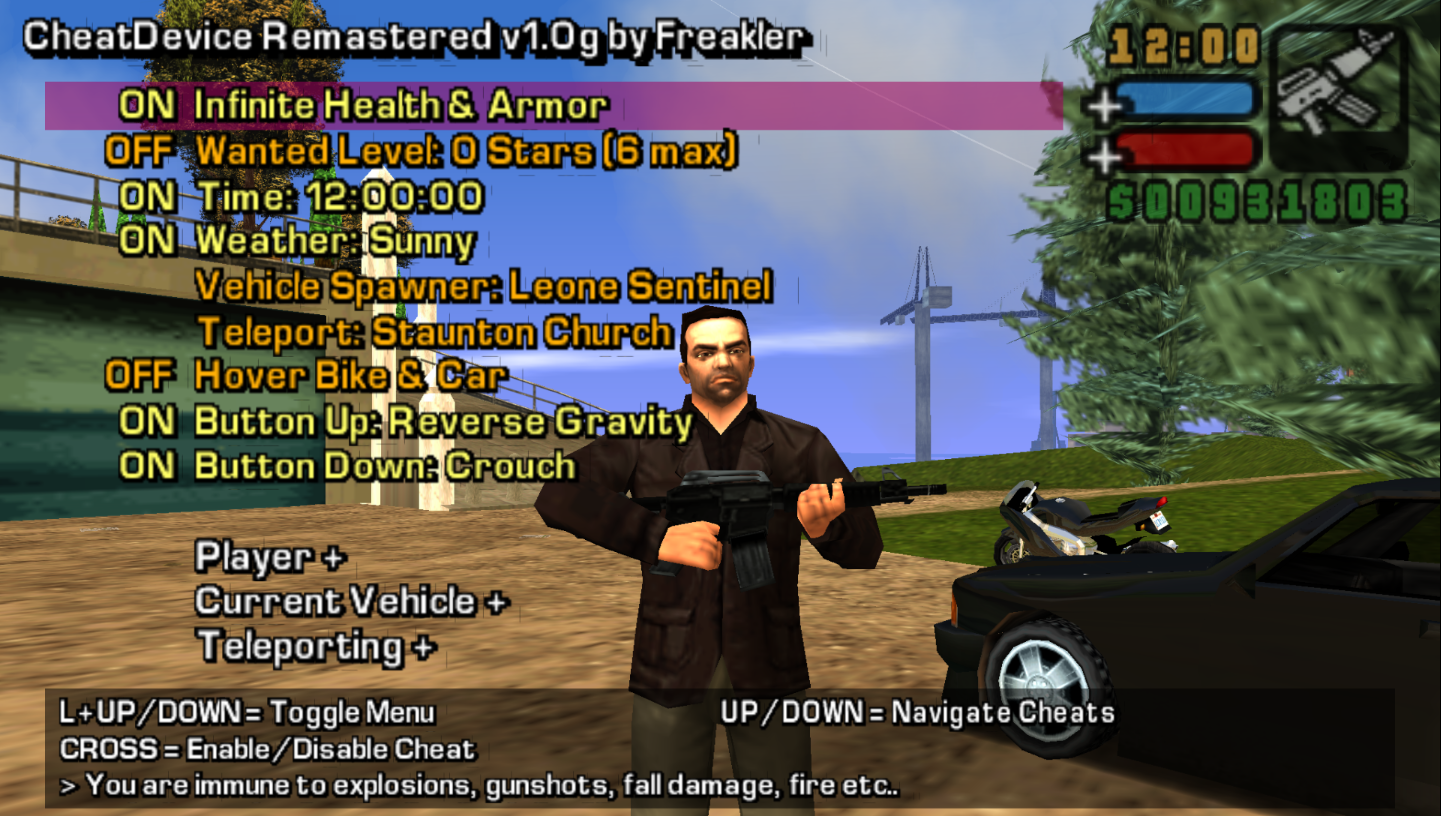 CheatDevice Remastered v1.0g by Freakler
12:00
ON Infinite Health & Armor
OFF Wanted Level: 0 Stars (6 max)
ON Time: 12:00:00
$00931803
ON Weather: Sunny
Vehicle Spawner: Leone Sentinel
Teleport: Staunton Church
OFF Hover Bike & Car
ON Button Up: Reverse Gravity
ON Button Down: Crouch
Player +
Current Vehicle +
Teleporting +
L+UP/DOWN = Toggle Menu
UP/DOWN = Navigate Cheats
CROSS = Enable/Disable Cheat
> You are immune to explosions, gunshots, fall damage, fire etc..